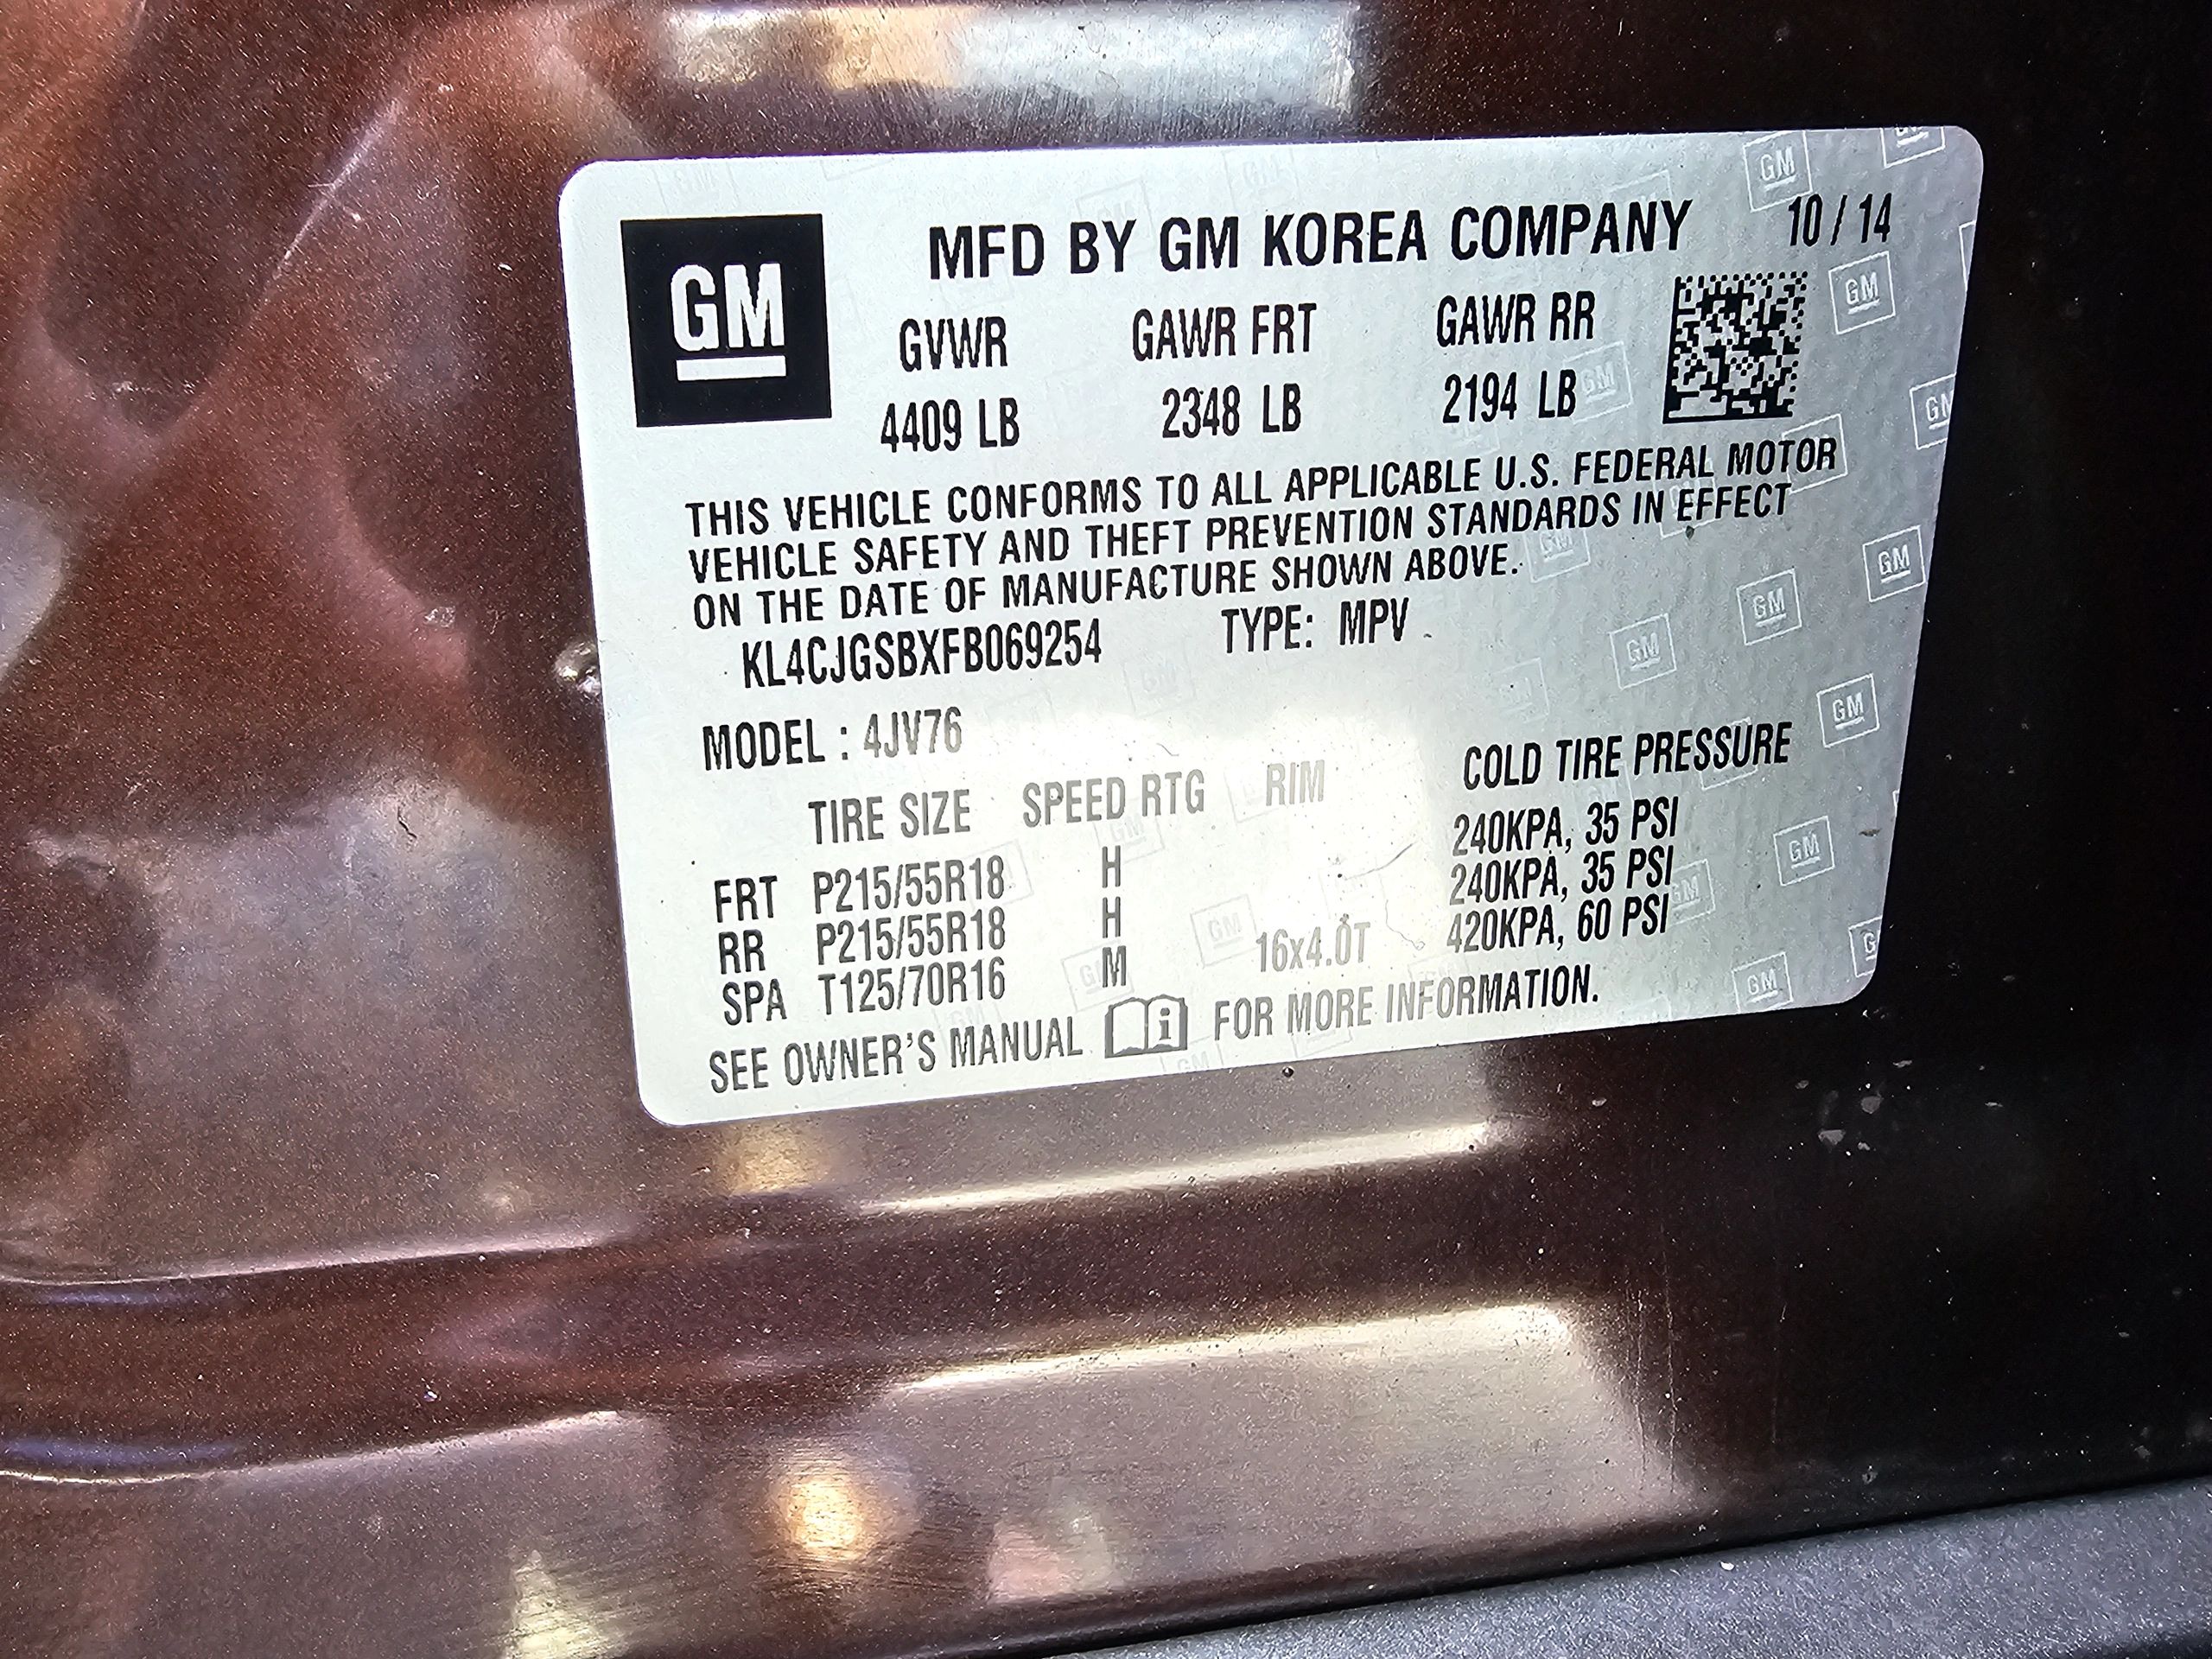 GM
MFD BY GM KOREA COMPANY 10 / 14
GVWR GAWR FRT GAWR RR
4409 LB 2348 LB 2194 LB
THIS VEHICLE CONFORMS TO ALL APPLICABLE U.S. FEDERAL MOTOR
VEHICLE SAFETY AND THEFT PREVENTION STANDARDS IN EFFECT
ON THE DATE OF MANUFACTURE SHOWN ABOVE.
KL4CJGSBXFB069254 TYPE: MPV
MODEL : 4JV76
TIRE SIZE SPEED RTG RIM COLD TIRE PRESSURE
FRT P215/55R18 H 240KPA, 35 PSI
RR P215/55R18 H 240KPA, 35 PSI
SPA T125/70R16 M 16x4.0T 420KPA, 60 PSI
SEE OWNER'S MANUAL i FOR MORE INFORMATION.